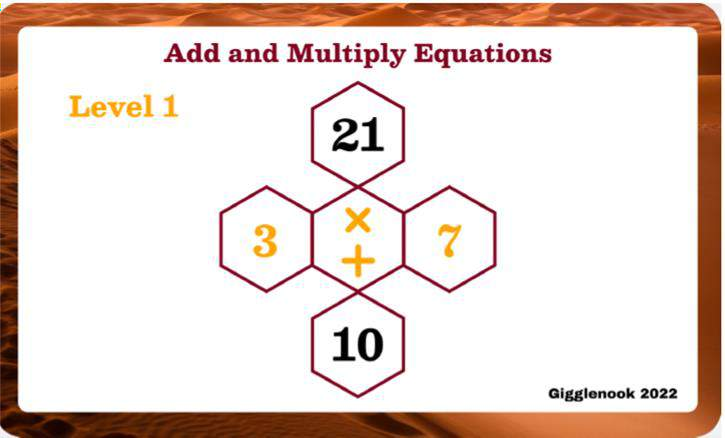 Add and Multiply Equations
Level 1
21
3 × 7
+
10
Gigglenook 2022